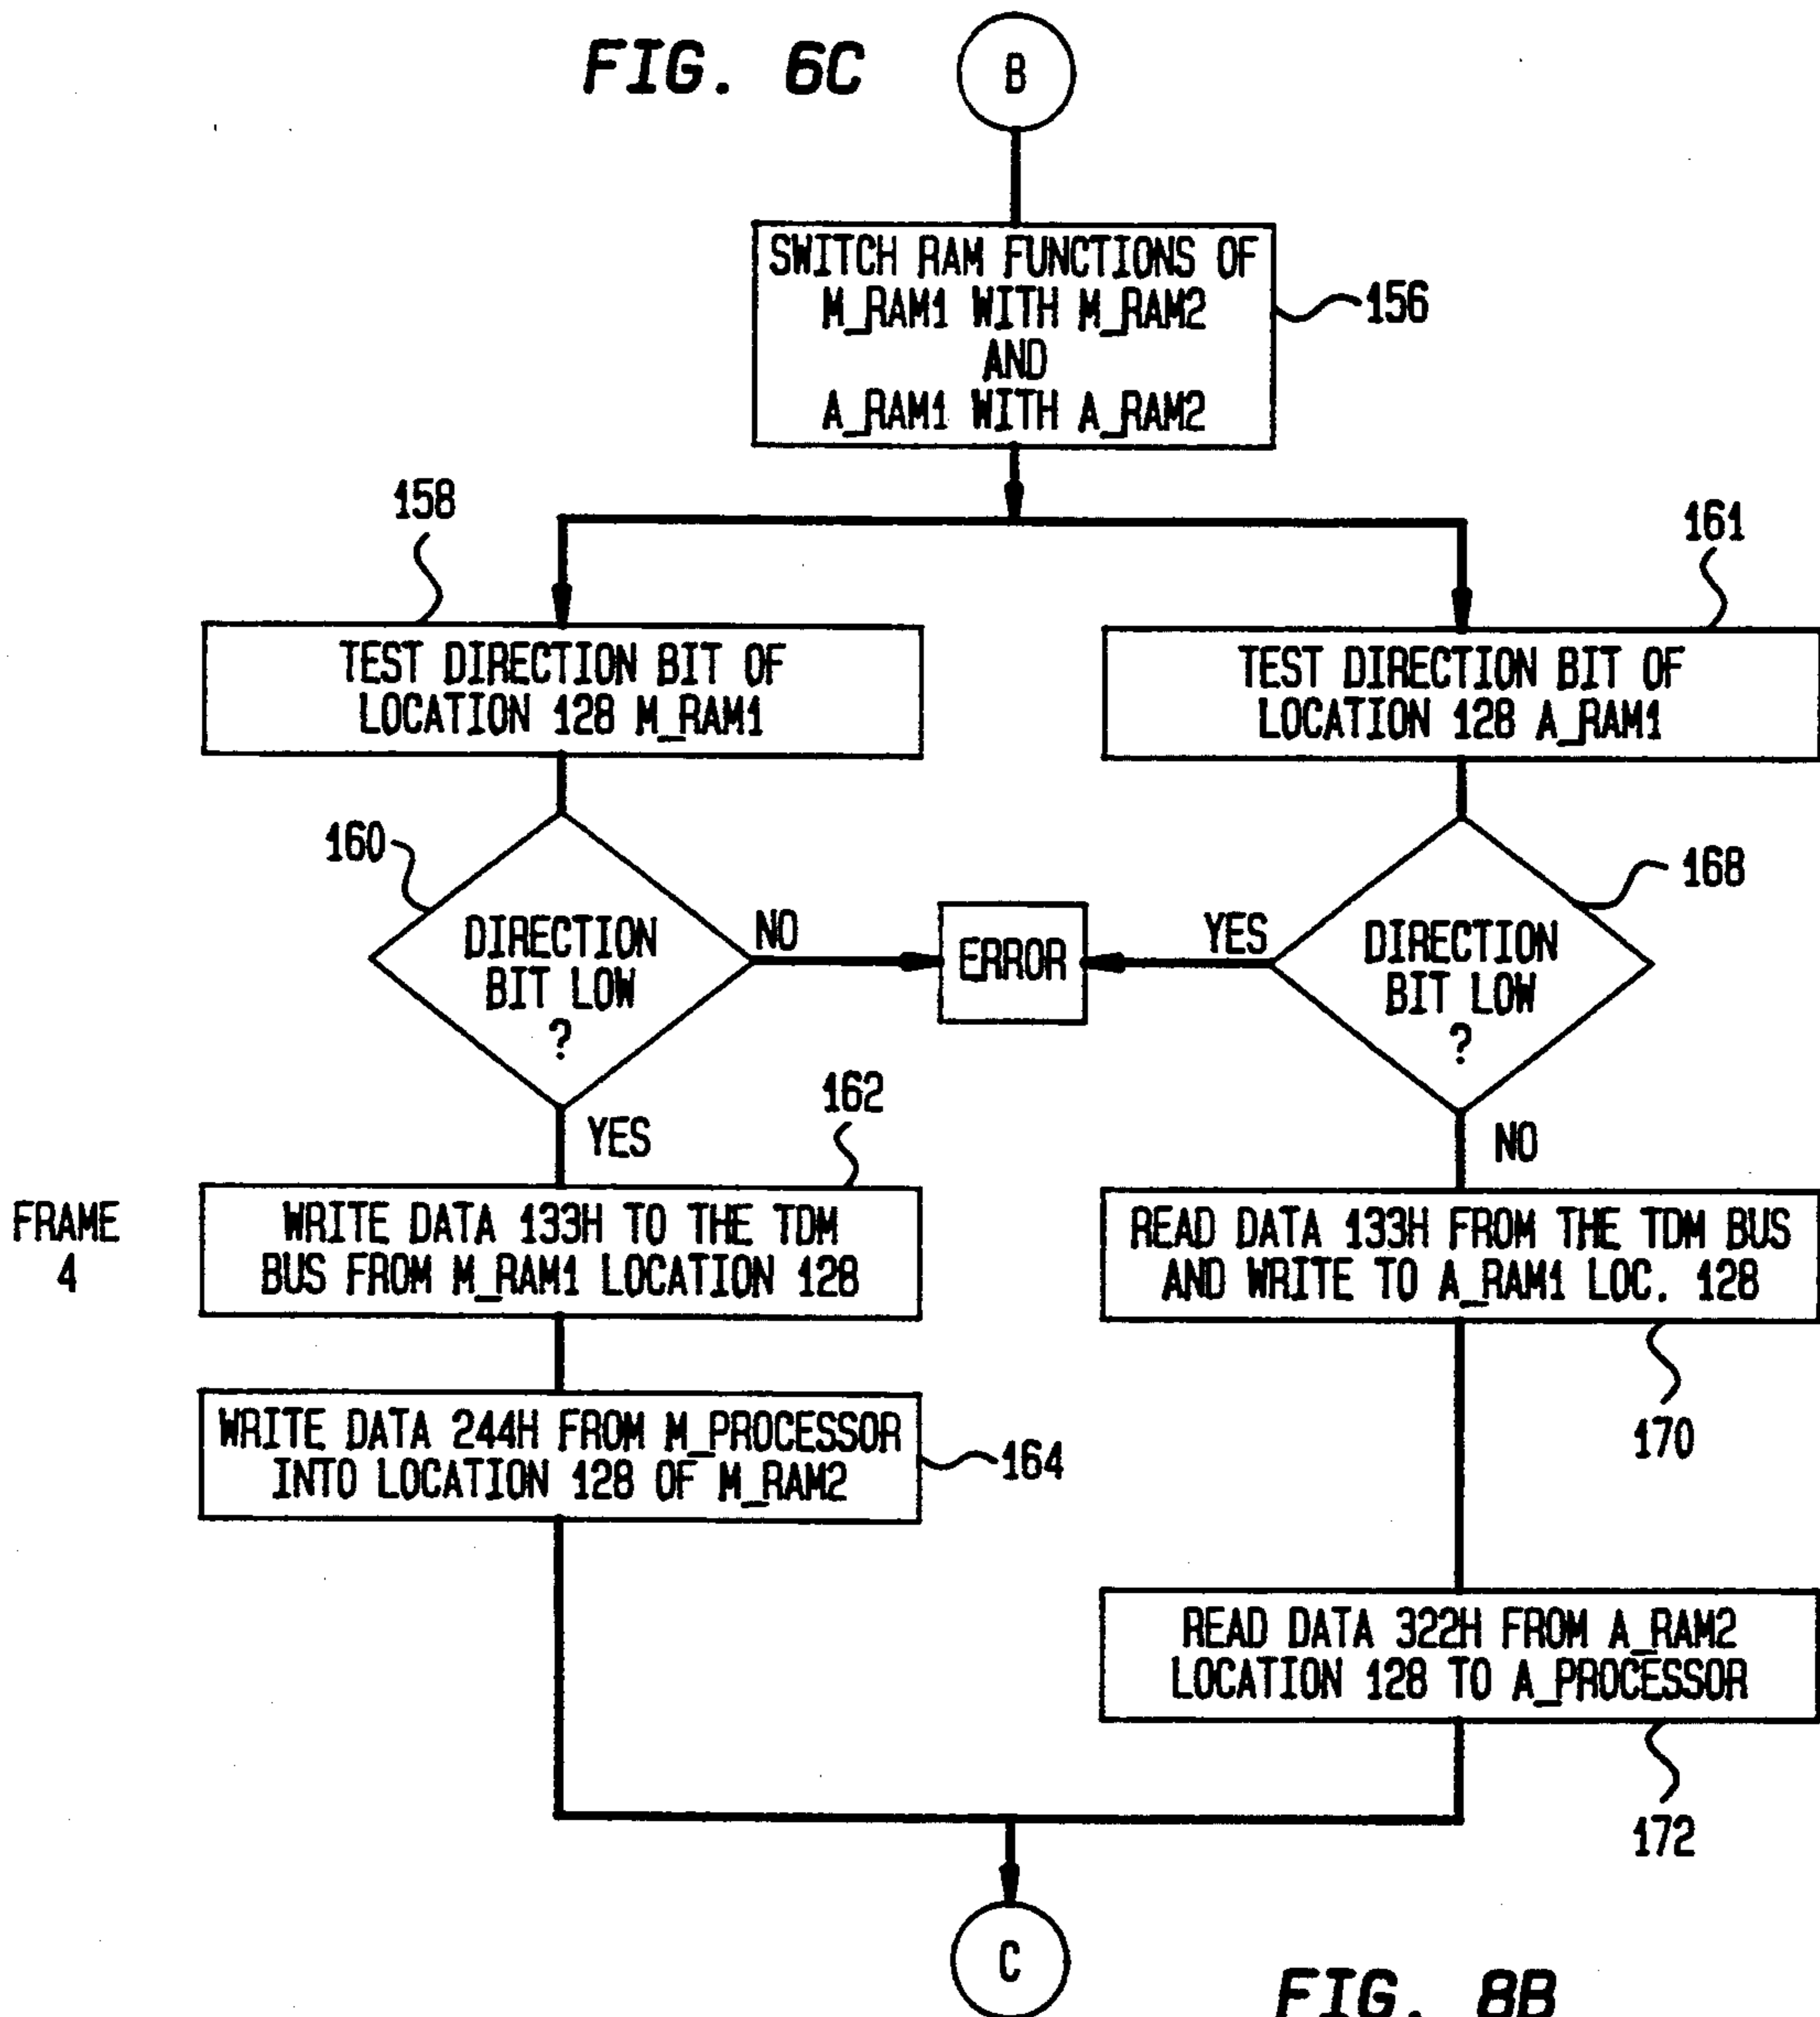 FIG. 6C
B
SWITCH RAM FUNCTIONS OF
M_RAM1 WITH M_RAM2
AND
A_RAM1 WITH A_RAM2
156
158
161
TEST DIRECTION BIT OF
LOCATION 128 M_RAM1
TEST DIRECTION BIT OF
LOCATION 128 A_RAM1
160
168
DIRECTION
BIT LOW
?
NO
ERROR
YES
DIRECTION
BIT LOW
?
YES
162
NO
FRAME
4
WRITE DATA 133H TO THE TDM
BUS FROM M_RAM1 LOCATION 128
READ DATA 133H FROM THE TDM BUS
AND WRITE TO A_RAM1 LOC. 128
170
WRITE DATA 244H FROM M_PROCESSOR
INTO LOCATION 128 OF M_RAM2
164
READ DATA 322H FROM A_RAM2
LOCATION 128 TO A_PROCESSOR
172
C
FIG. 8B